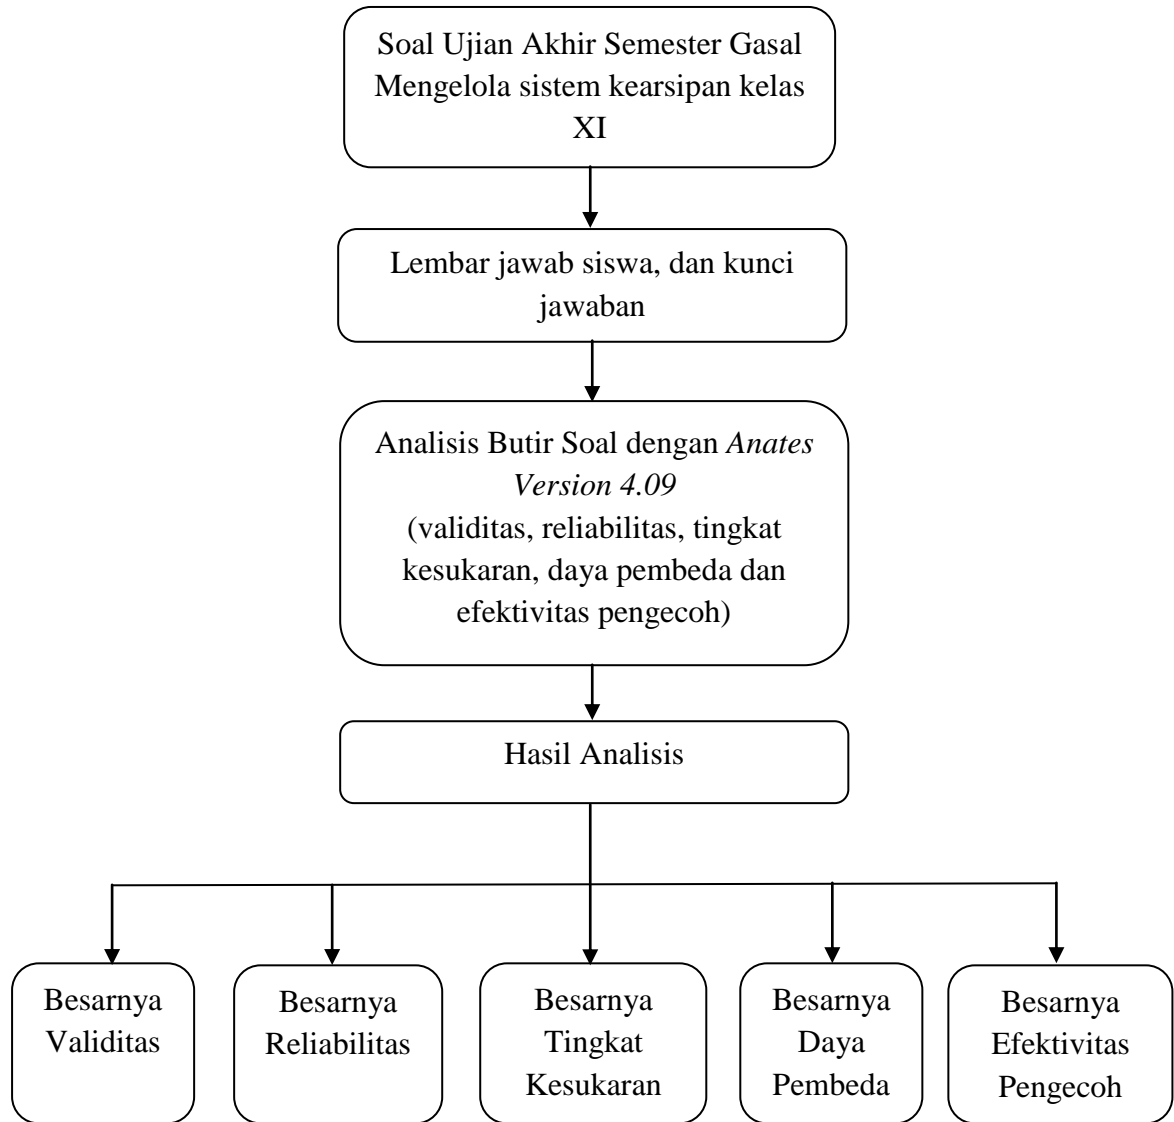 Soal Ujian Akhir Semester Gasal
Mengelola sistem kearsipan kelas
XI
Lembar jawab siswa, dan kunci
jawaban
Analisis Butir Soal dengan Anates
Version 4.09
(validitas, reliabilitas, tingkat
kesukaran, daya pembeda dan
efektivitas pengecoh)
Hasil Analisis
Besarnya
Validitas
Besarnya
Reliabilitas
Besarnya
Tingkat
Kesukaran
Besarnya
Daya
Pembeda
Besarnya
Efektivitas
Pengecoh